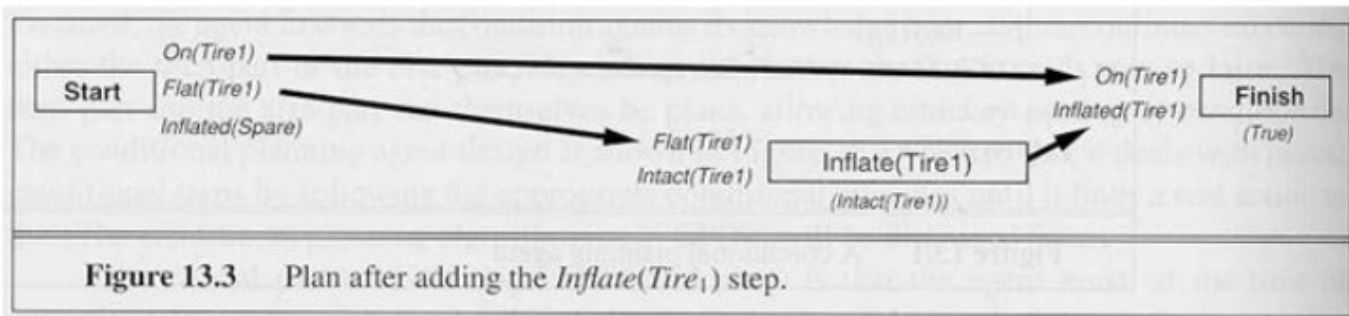 On(Tire1)
Start
Flat(Tire1)
Inflated(Spare)
Flat(Tire1)
Intact(Tire1)
Inflate(Tire1)
(Intact(Tire1))
On(Tire1)
Inflated(Tire1)
Finish
(True)
Figure 13.3 Plan after adding the Inflate(Tire₁) step.